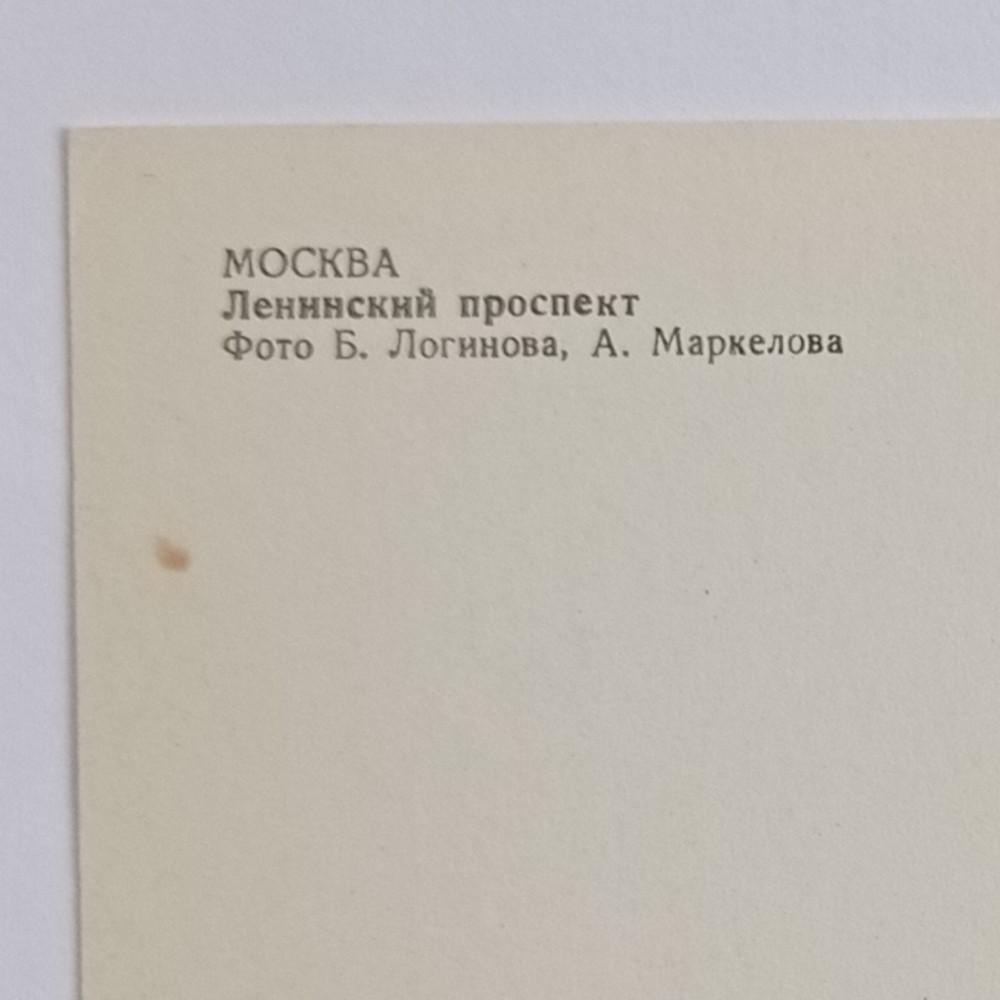 МОСКВА
Ленинский проспект
Фото Б. Логинова, А. Маркелова